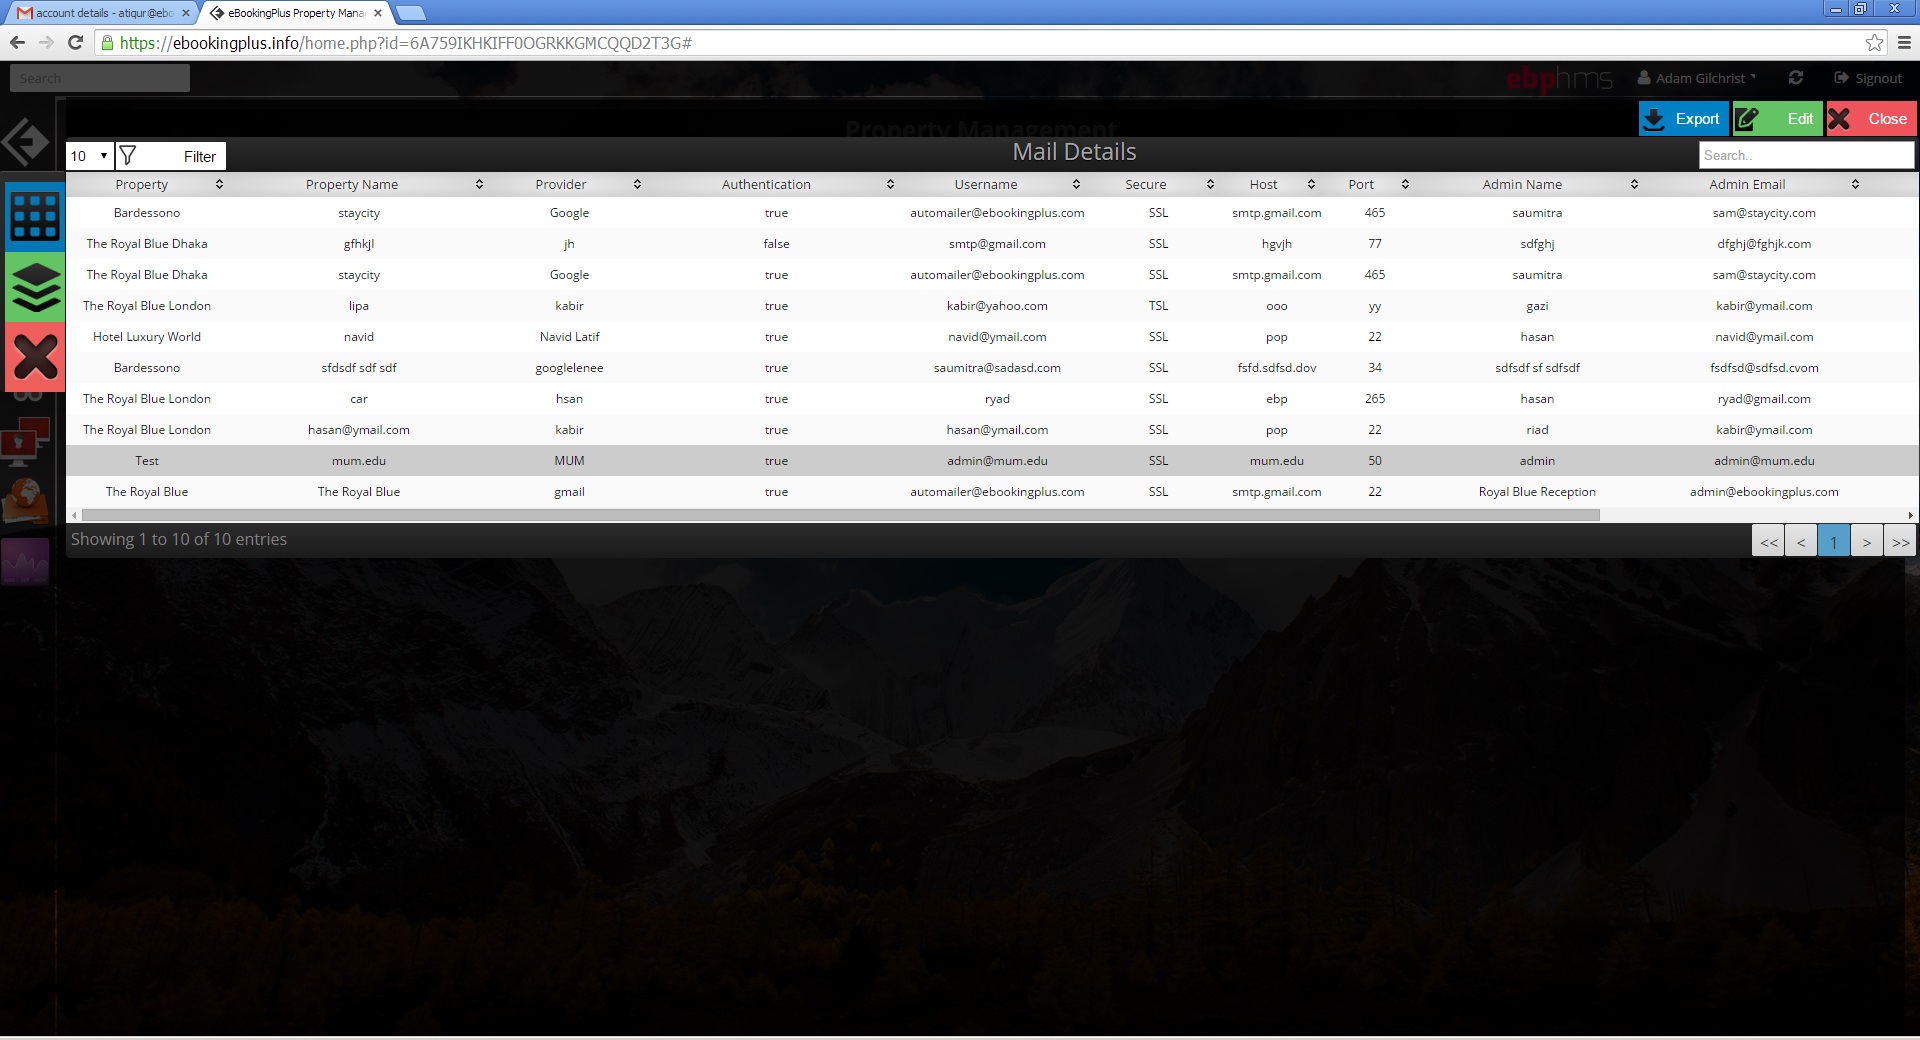 account details - atiqur@ebo
eBookingPlus Property Mana
https://ebookingplus.info/home.php?id=6A759IKHKIFF0OGRKKGMCQQD2T3G#
Search
ebphms
Adam Gilchrist
Signout
Export
Edit
Close
Property Management
10
Filter
Mail Details
Search..
Property Property Name Provider Authentication Username Secure Host Port Admin Name Admin Email
Bardessono staycity Google true automailer@ebookingplus.com SSL smtp.gmail.com 465 saumitra sam@staycity.com
The Royal Blue Dhaka gfhkjl jh false smtp@gmail.com SSL hgvjh 77 sdfghj dfghj@fghjk.com
The Royal Blue Dhaka staycity Google true automailer@ebookingplus.com SSL smtp.gmail.com 465 saumitra sam@staycity.com
The Royal Blue London lipa kabir true kabir@yahoo.com TSL ooo yy gazi kabir@ymail.com
Hotel Luxury World navid Navid Latif true navid@ymail.com SSL pop 22 hasan navid@ymail.com
Bardessono sfdsdf sdf sdf googlelenee true saumitra@sadasd.com SSL fsfd.sdfsd.dov 34 sdfsdf sf sdfsdf fsdfsd@sdfsd.cvom
The Royal Blue London car hsan true ryad SSL ebp 265 hasan ryad@gmail.com
The Royal Blue London hasan@ymail.com kabir true hasan@ymail.com SSL pop 22 riad kabir@ymail.com
Test mum.edu MUM true admin@mum.edu SSL mum.edu 50 admin admin@mum.edu
The Royal Blue The Royal Blue gmail true automailer@ebookingplus.com SSL smtp.gmail.com 22 Royal Blue Reception admin@ebookingplus.com
Showing 1 to 10 of 10 entries
<< < 1 > >>